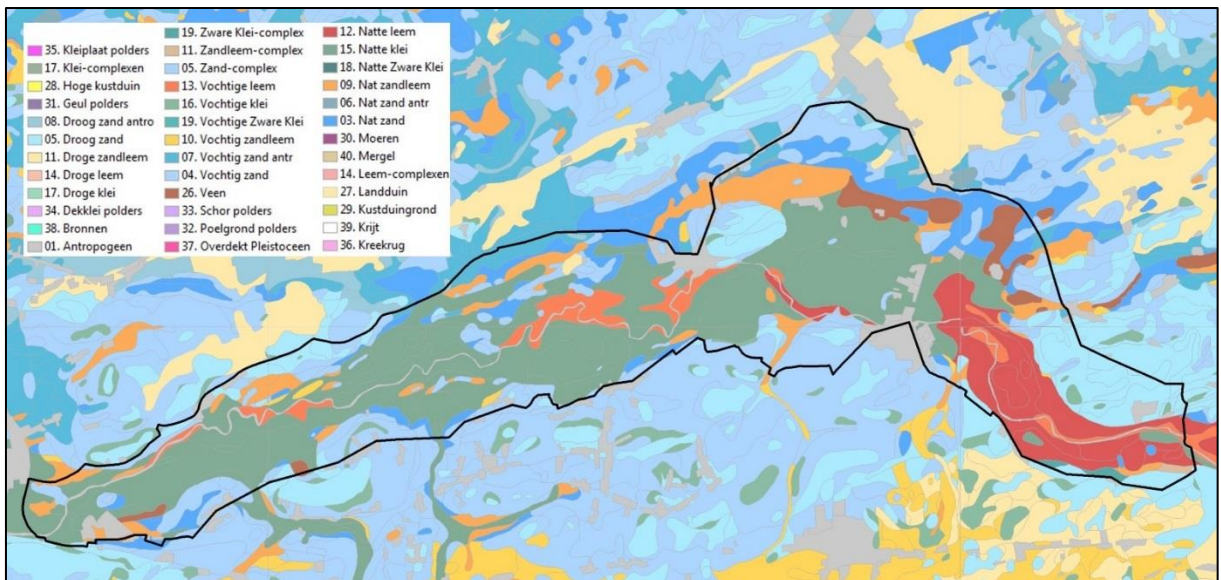 35. Kleiplaat polders
17. Klei-complexen
28. Hoge kustduin
31. Geul polders
08. Droog zand antro
05. Droog zand
11. Droge zandleem
14. Droge leem
17. Droge klei
34. Dekklei polders
38. Bronnen
01. Antropogeen
19. Zware Klei-complex
11. Zandleem-complex
05. Zand-complex
13. Vochtige leem
16. Vochtige klei
19. Vochtige Zware Klei
10. Vochtig zandleem
07. Vochtig zand antr
04. Vochtig zand
26. Veen
33. Schor polders
32. Poelgrond polders
37. Overdekt Pleistoceen
12. Natte leem
15. Natte klei
18. Natte Zware Klei
09. Nat zandleem
06. Nat zand antr
03. Nat zand
30. Moeren
40. Mergel
14. Leem-complexen
27. Landduin
29. Kustduingrond
39. Krijt
36. Kreekrug